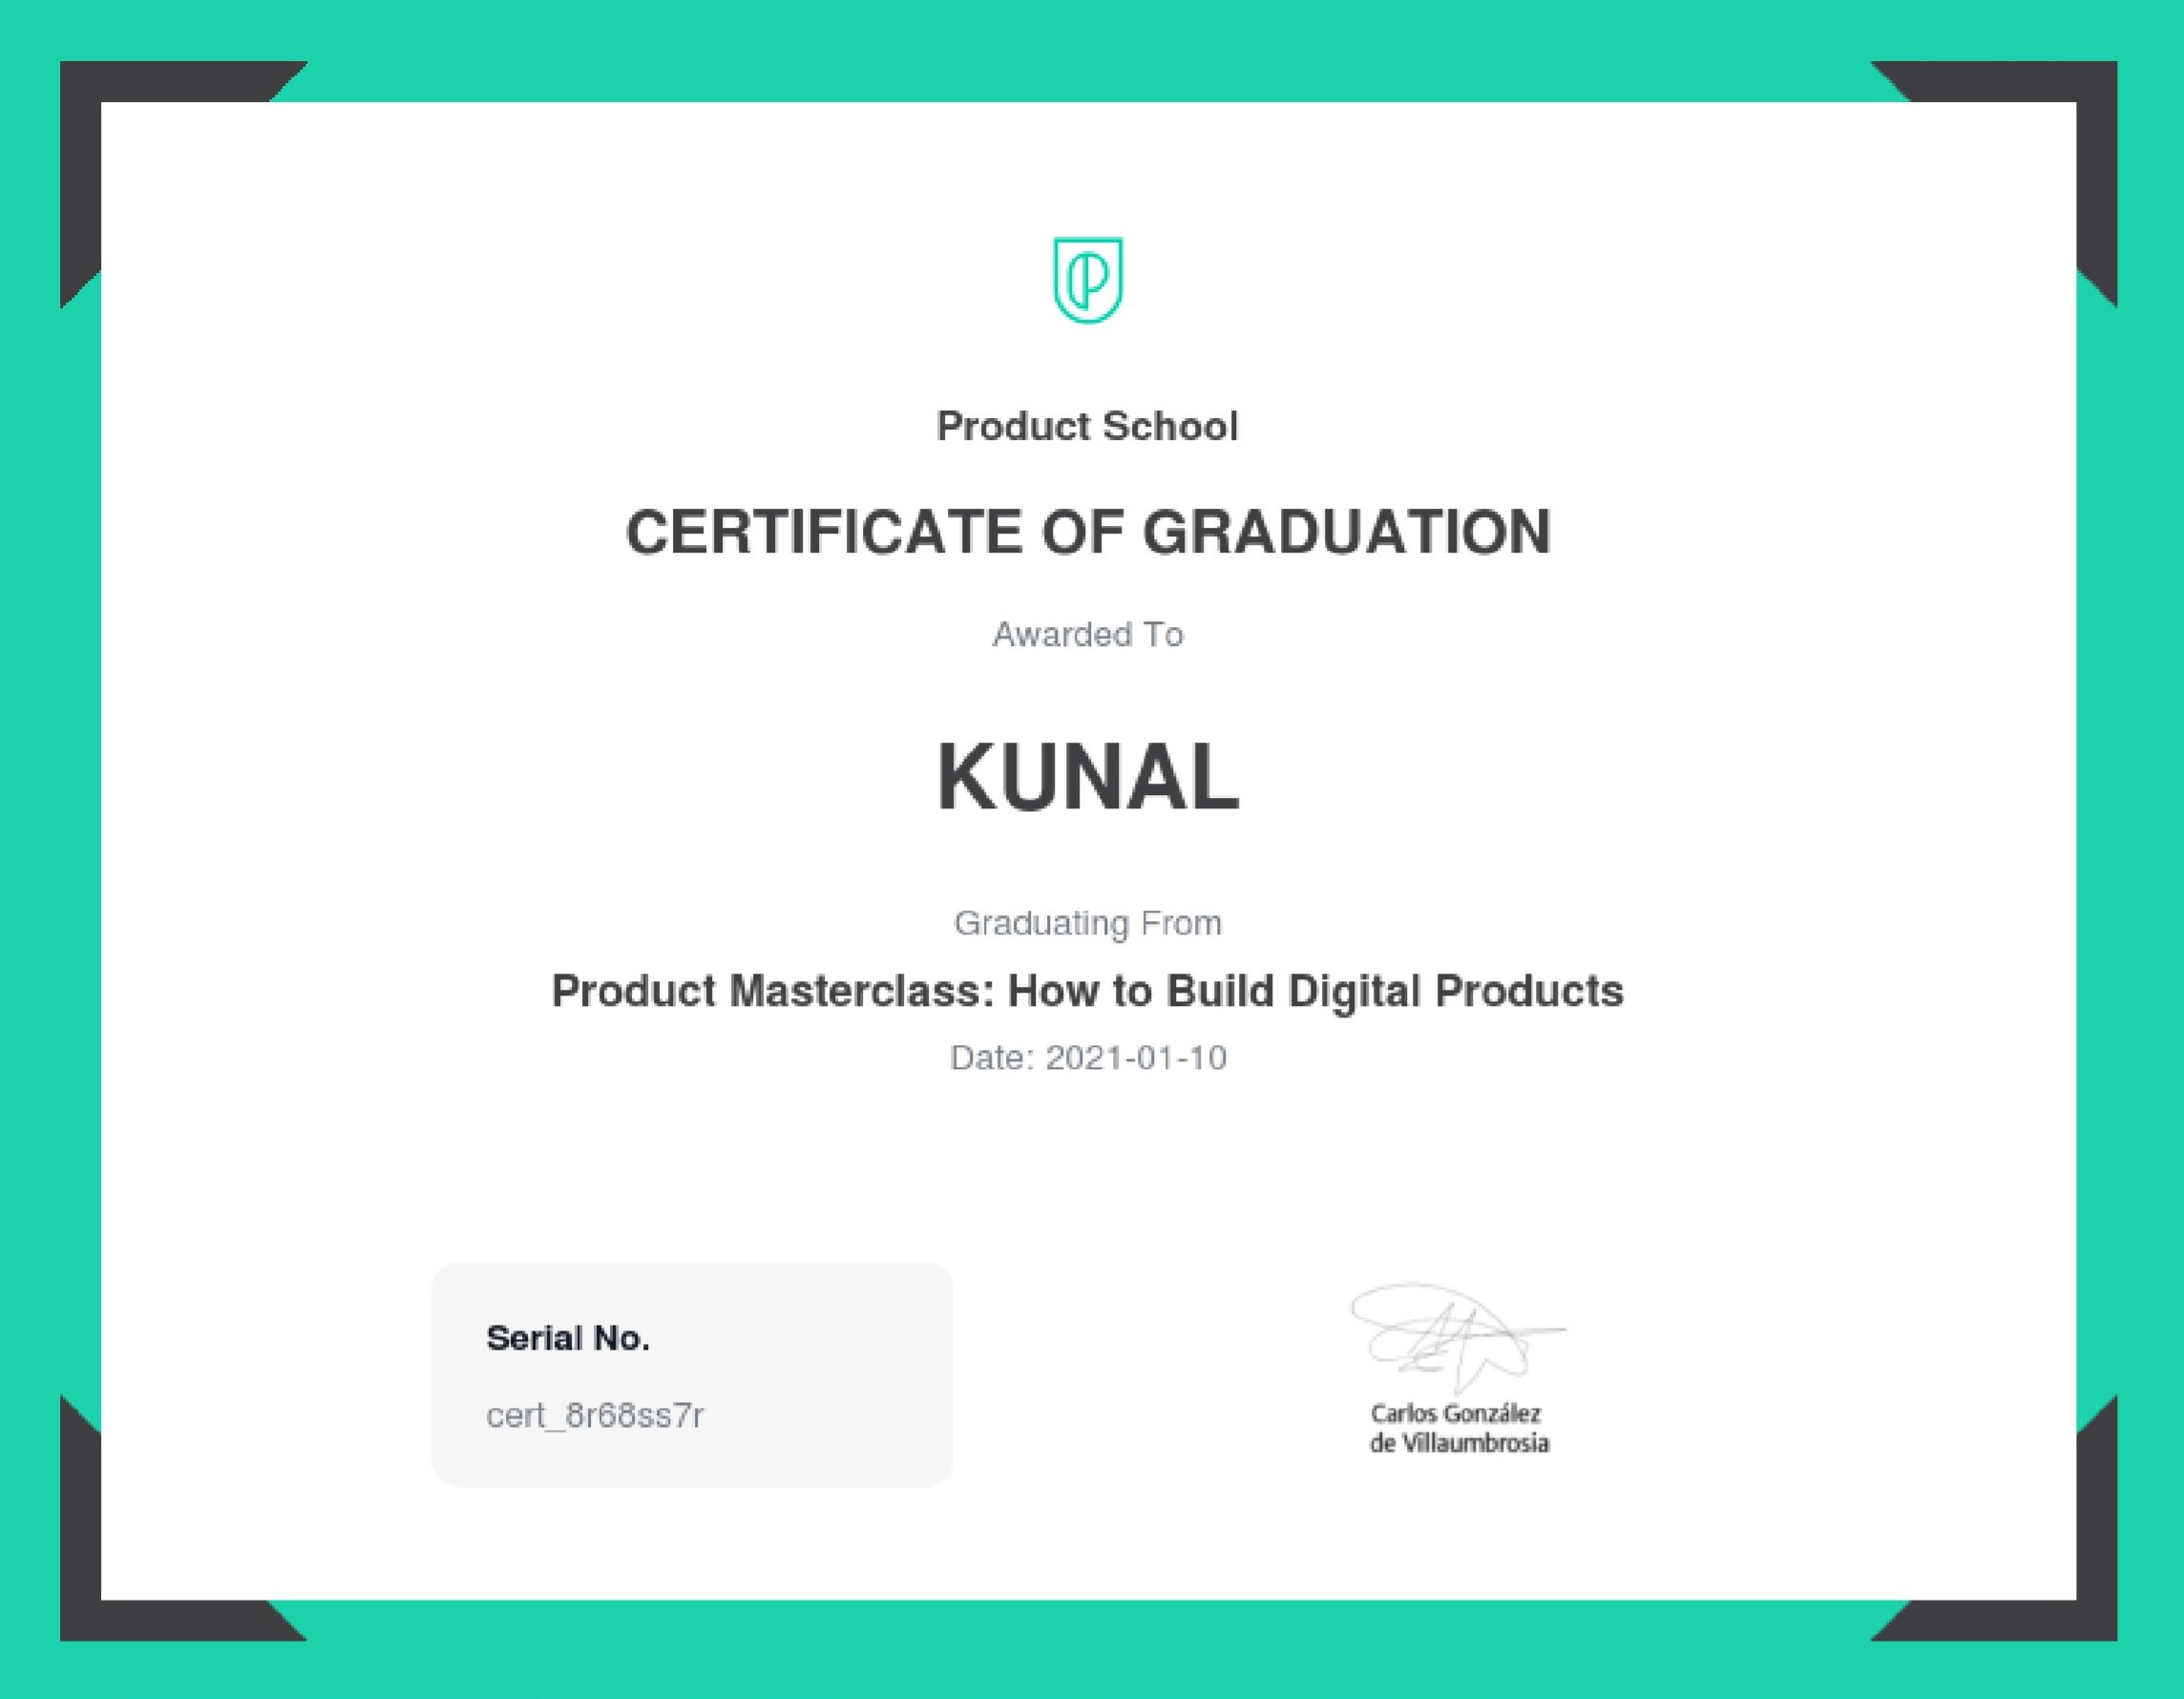 Product School
CERTIFICATE OF GRADUATION
Awarded To
KUNAL
Graduating From
Product Masterclass: How to Build Digital Products
Date: 2021-01-10
Serial No.
cert_8r68ss7r
Carlos González
de Villaumbrosia